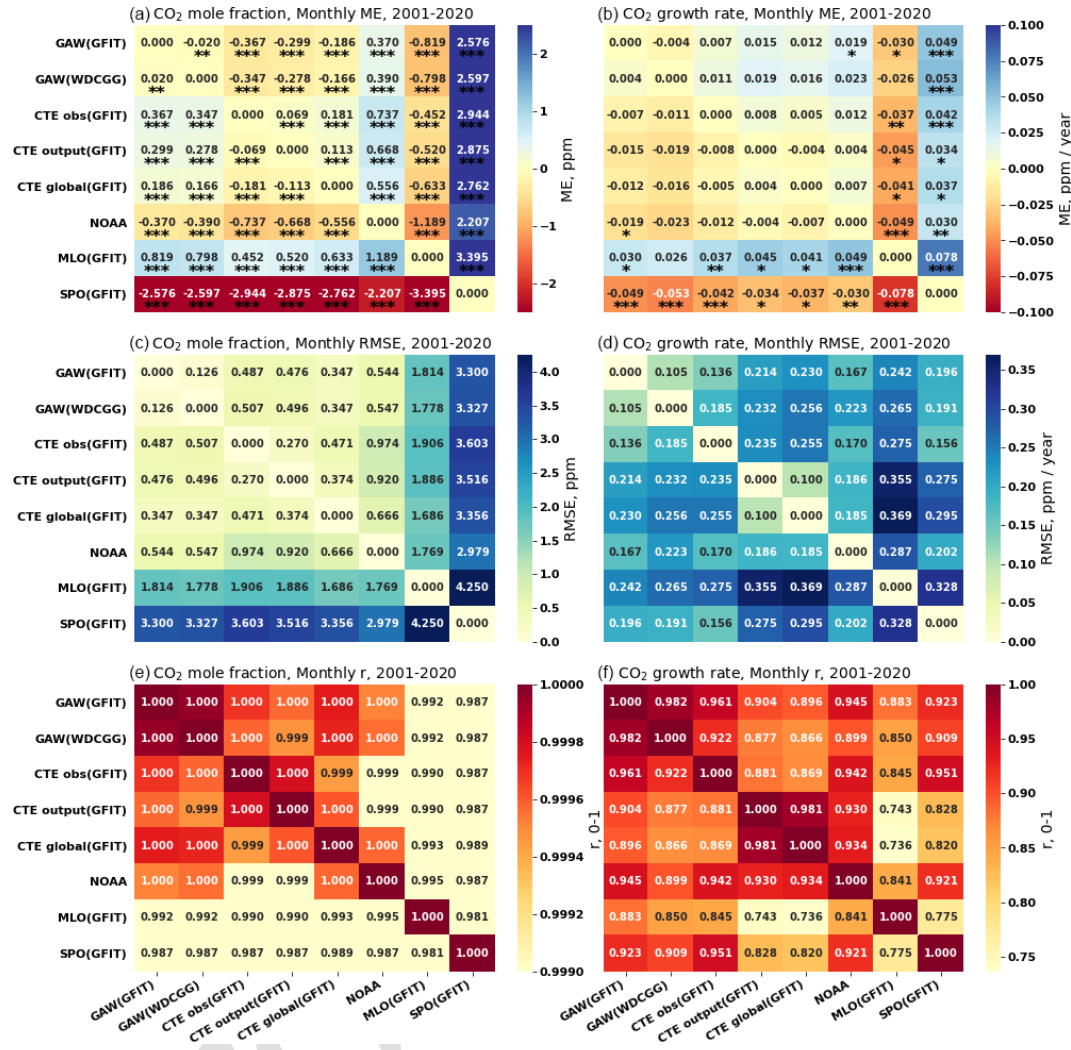 (a) CO2 mole fraction, Monthly ME, 2001-2020
GAW(GFIT) 0.000 -0.020 -0.367 -0.299 -0.186 0.370 -0.819 2.576
** *** *** *** *** *** ***
GAW(WDCGG) 0.020 0.000 -0.347 -0.278 -0.166 0.390 -0.798 2.597
** *** *** *** *** *** ***
CTE obs(GFIT) 0.367 0.347 0.000 0.069 0.181 0.737 -0.452 2.944
*** *** *** *** *** *** ***
CTE output(GFIT) 0.299 0.278 -0.069 0.000 0.113 0.668 -0.520 2.875
*** *** *** *** *** *** ***
CTE global(GFIT) 0.186 0.166 -0.181 -0.113 0.000 0.556 -0.633 2.762
*** *** *** *** *** *** ***
NOAA -0.370 -0.390 -0.737 -0.668 -0.556 0.000 -1.189 2.207
*** *** *** *** *** *** ***
MLO(GFIT) 0.819 0.798 0.452 0.520 0.633 1.189 0.000 3.395
*** *** *** *** *** *** ***
SPO(GFIT) -2.576 -2.597 -2.944 -2.875 -2.762 -2.207 -3.395 0.000
*** *** *** *** *** *** ***
2
1
0
−1
−2
ME, ppm
(b) CO2 growth rate, Monthly ME, 2001-2020
0.000 -0.004 0.007 0.015 0.012 0.019 -0.030 0.049
* * ***
0.004 0.000 0.011 0.019 0.016 0.023 -0.026 0.053
***
-0.007 -0.011 0.000 0.008 0.005 0.012 -0.037 0.042
** ***
-0.015 -0.019 -0.008 0.000 -0.004 0.004 -0.045 0.034
* *
-0.012 -0.016 -0.005 0.004 0.000 0.007 -0.041 0.037
* *
-0.019 -0.023 -0.012 -0.004 -0.007 0.000 -0.049 0.030
* *** **
0.030 0.026 0.037 0.045 0.041 0.049 0.000 0.078
* ** * * *** ***
-0.049 -0.053 -0.042 -0.034 -0.037 -0.030 -0.078 0.000
*** *** *** * * ** ***
0.100
0.075
0.050
0.025
0.000
−0.025
−0.050
−0.075
−0.100
ME, ppm / year
(c) CO2 mole fraction, Monthly RMSE, 2001-2020
GAW(GFIT) 0.000 0.126 0.487 0.476 0.347 0.544 1.814 3.300
GAW(WDCGG) 0.126 0.000 0.507 0.496 0.347 0.547 1.778 3.327
CTE obs(GFIT) 0.487 0.507 0.000 0.270 0.471 0.974 1.906 3.603
CTE output(GFIT) 0.476 0.496 0.270 0.000 0.374 0.920 1.886 3.516
CTE global(GFIT) 0.347 0.347 0.471 0.374 0.000 0.666 1.686 3.356
NOAA 0.544 0.547 0.974 0.920 0.666 0.000 1.769 2.979
MLO(GFIT) 1.814 1.778 1.906 1.886 1.686 1.769 0.000 4.250
SPO(GFIT) 3.300 3.327 3.603 3.516 3.356 2.979 4.250 0.000
4.0
3.5
3.0
2.5
2.0
1.5
1.0
0.5
0.0
RMSE, ppm
(d) CO2 growth rate, Monthly RMSE, 2001-2020
0.000 0.105 0.136 0.214 0.230 0.167 0.242 0.196
0.105 0.000 0.185 0.232 0.256 0.223 0.265 0.191
0.136 0.185 0.000 0.235 0.255 0.170 0.275 0.156
0.214 0.232 0.235 0.000 0.100 0.186 0.355 0.275
0.230 0.256 0.255 0.100 0.000 0.185 0.369 0.295
0.167 0.223 0.170 0.186 0.185 0.000 0.287 0.202
0.242 0.265 0.275 0.355 0.369 0.287 0.000 0.328
0.196 0.191 0.156 0.275 0.295 0.202 0.328 0.000
0.35
0.30
0.25
0.20
0.15
0.10
0.05
0.00
RMSE, ppm / year
(e) CO2 mole fraction, Monthly r, 2001-2020
GAW(GFIT) 1.000 1.000 1.000 1.000 1.000 1.000 0.992 0.987
GAW(WDCGG) 1.000 1.000 1.000 0.999 1.000 1.000 0.992 0.987
CTE obs(GFIT) 1.000 1.000 1.000 1.000 0.999 0.999 0.990 0.987
CTE output(GFIT) 1.000 0.999 1.000 1.000 1.000 0.999 0.990 0.987
CTE global(GFIT) 1.000 1.000 0.999 1.000 1.000 1.000 0.993 0.989
NOAA 1.000 1.000 0.999 0.999 1.000 1.000 0.995 0.987
MLO(GFIT) 0.992 0.992 0.990 0.990 0.993 0.995 1.000 0.981
SPO(GFIT) 0.987 0.987 0.987 0.987 0.989 0.987 0.981 1.000
GAW(GFIT) GAW(WDCGG) CTE obs(GFIT) CTE output(GFIT) CTE global(GFIT) NOAA MLO(GFIT) SPO(GFIT)
1.0000
0.9998
0.9996
0.9994
0.9992
0.9990
r, 0-1
(f) CO2 growth rate, Monthly r, 2001-2020
1.000 0.982 0.961 0.904 0.896 0.945 0.883 0.923
0.982 1.000 0.922 0.877 0.866 0.899 0.850 0.909
0.961 0.922 1.000 0.881 0.869 0.942 0.845 0.951
0.904 0.877 0.881 1.000 0.981 0.930 0.743 0.828
0.896 0.866 0.869 0.981 1.000 0.934 0.736 0.820
0.945 0.899 0.942 0.930 0.934 1.000 0.841 0.921
0.883 0.850 0.845 0.743 0.736 0.841 1.000 0.775
0.923 0.909 0.951 0.828 0.820 0.921 0.775 1.000
GAW(GFIT) GAW(WDCGG) CTE obs(GFIT) CTE output(GFIT) CTE global(GFIT) NOAA MLO(GFIT) SPO(GFIT)
1.00
0.95
0.90
0.85
0.80
0.75
r, 0-1